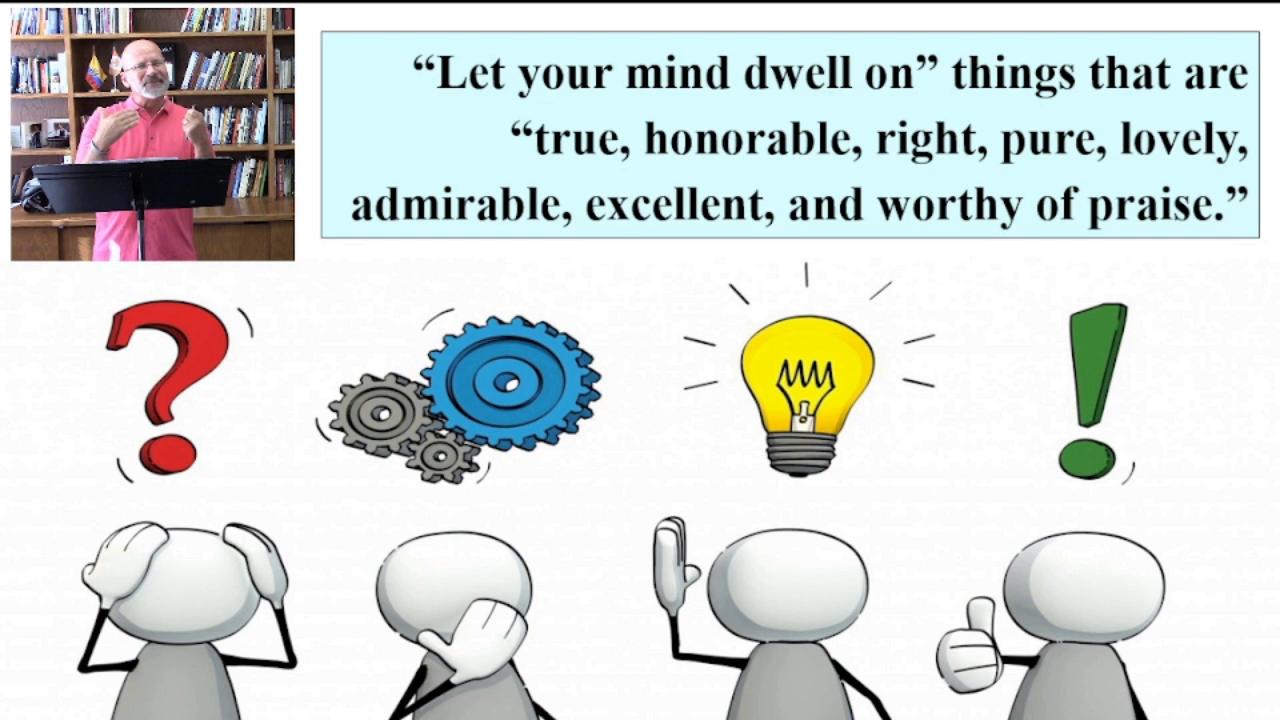 “Let your mind dwell on” things that are
“true, honorable, right, pure, lovely,
admirable, excellent, and worthy of praise.”